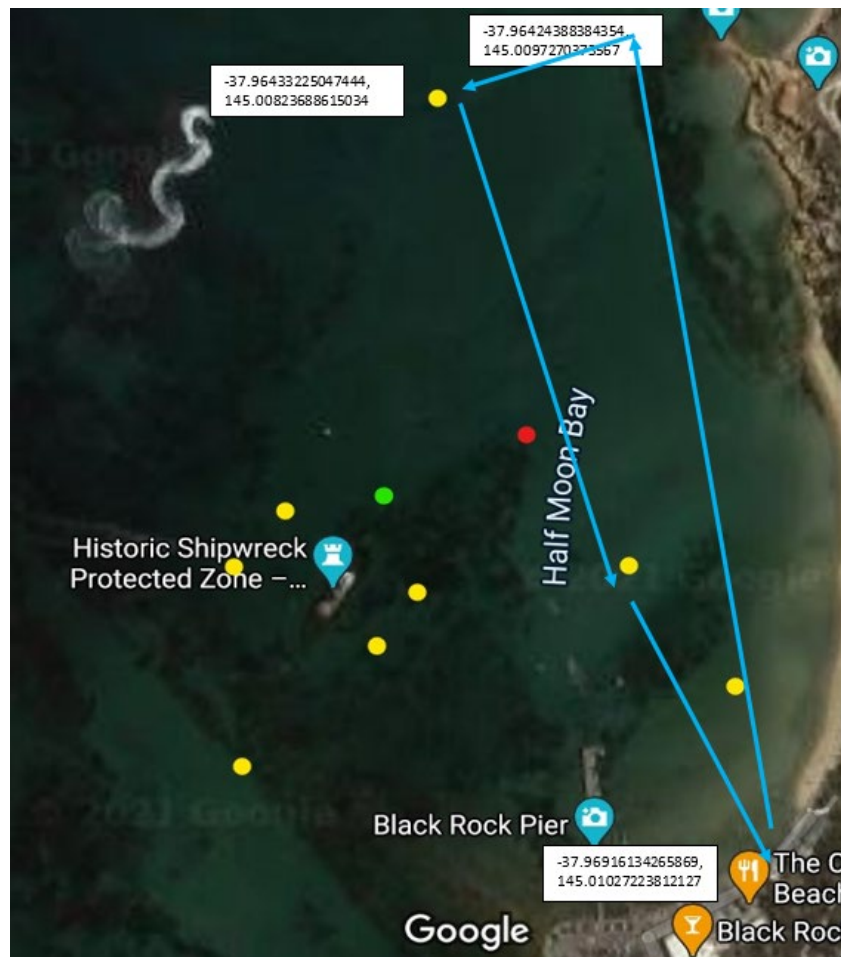 -37.96424388384354,
145.0097270373567
-37.96433225047444,
145.00823688615034
Half Moon Bay
Historic Shipwreck
Protected Zone –...
Black Rock Pier
-37.96916134265869,
145.01027223812127
The C
Beach
Google
Black Roc